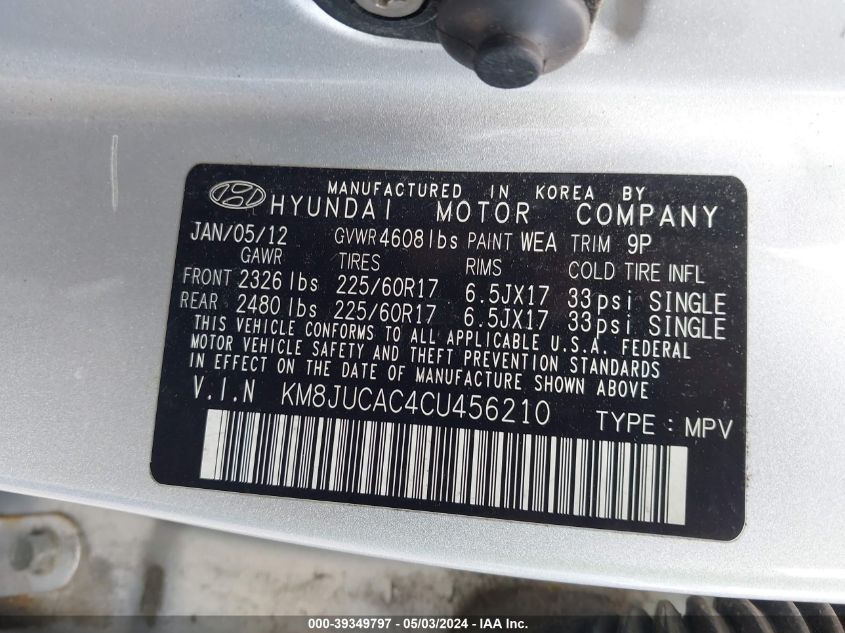 MANUFACTURED IN KOREA BY
HYUNDAI MOTOR COMPANY
JAN/05/12 GVWR 4608 lbs PAINT WEA TRIM 9P
GAWR TIRES RIMS COLD TIRE INFL
FRONT 2326 lbs 225/60R17 6.5JX17 33psi SINGLE
REAR 2480 lbs 225/60R17 6.5JX17 33psi SINGLE
THIS VEHICLE CONFORMS TO ALL APPLICABLE U.S.A. FEDERAL
MOTOR VEHICLE SAFETY AND THEFT PREVENTION STANDARDS
IN EFFECT ON THE DATE OF MANUFACTURE SHOWN ABOVE
V.I.N KM8JUCAC4CU456210 TYPE : MPV
000-39349797 - 05/03/2024 - IAA Inc.